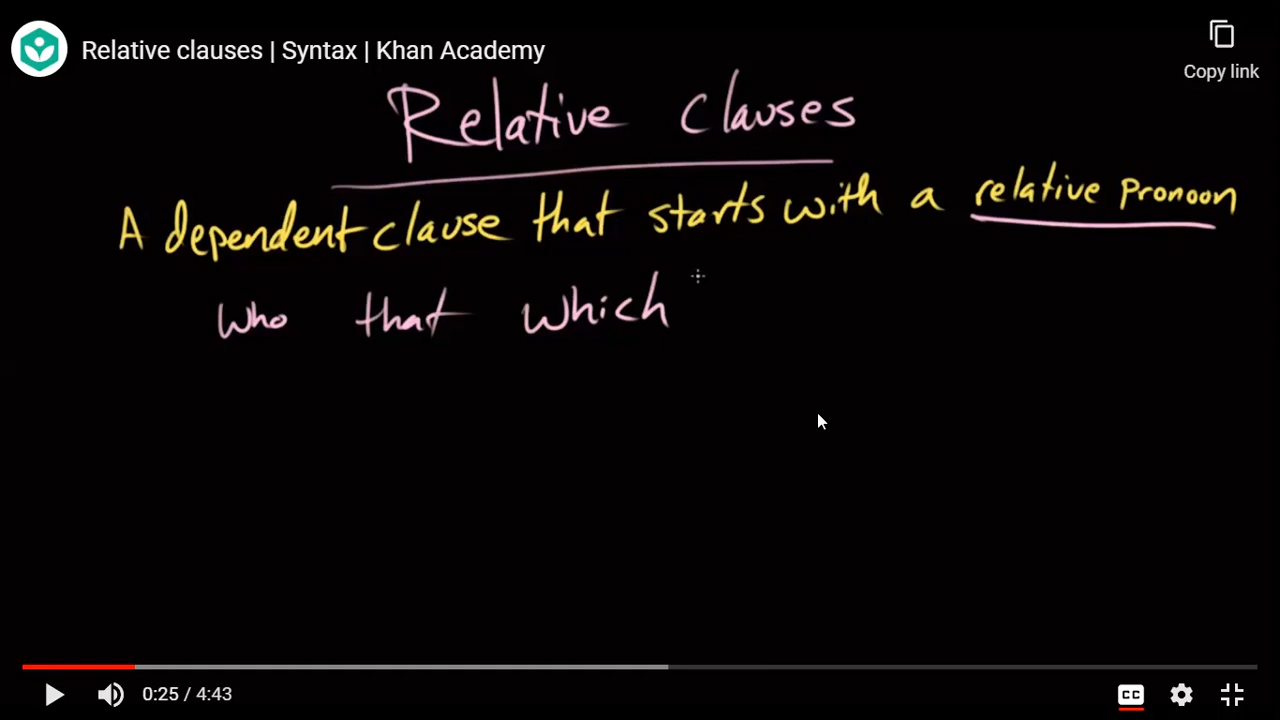 Relative clauses | Syntax | Khan Academy
Copy link
Relative clauses
A dependent clause that starts with a relative pronoun
who that which
0:25 / 4:43
CC